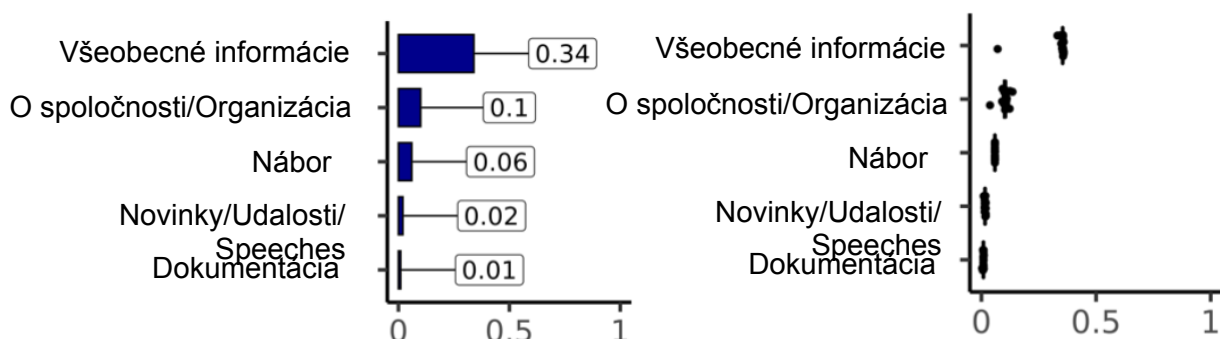 Všeobecné informácie
0.34
O spoločnosti/Organizácia
0.1
Nábor
0.06
Novinky/Udalosti/
Speeches
0.02
Dokumentácia
0.01
0 0.5 1
Všeobecné informácie
O spoločnosti/Organizácia
Nábor
Novinky/Udalosti/
Speeches
Dokumentácia
0 0.5 1